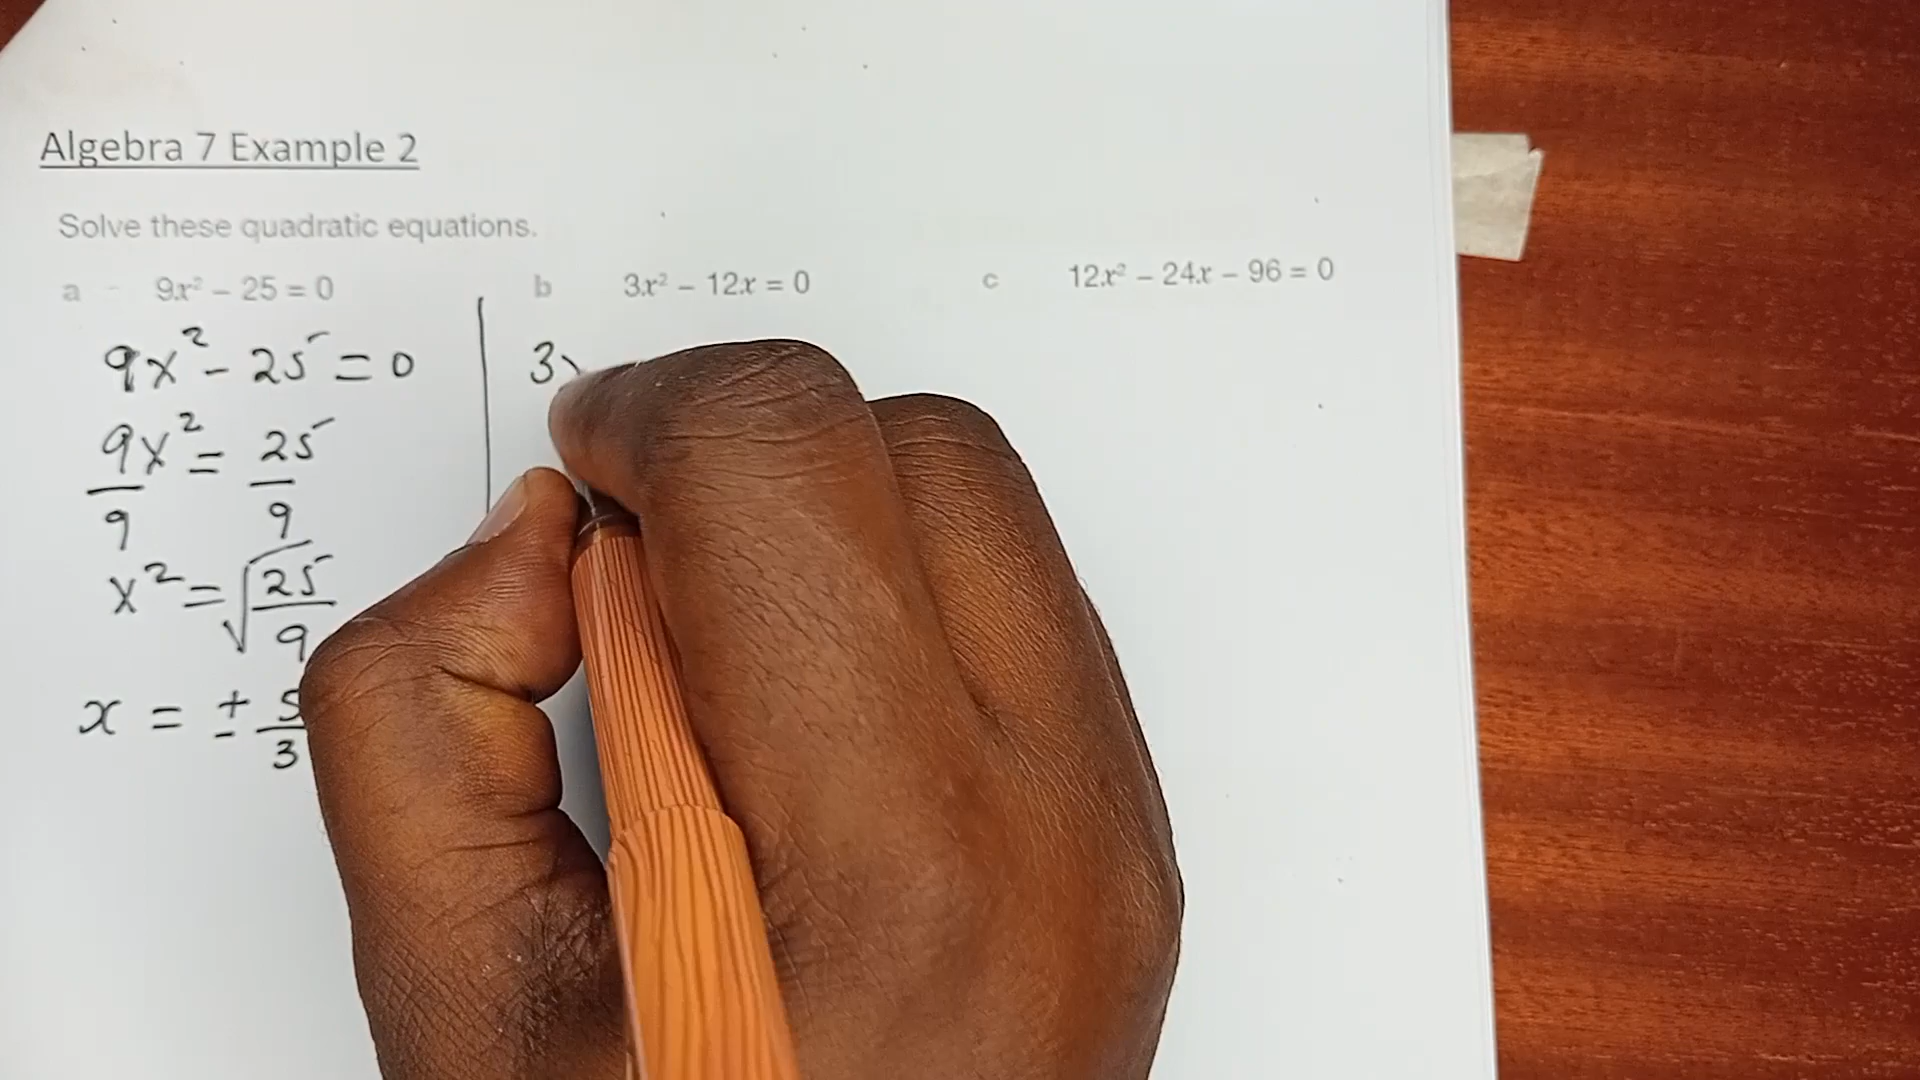 Algebra 7 Example 2
Solve these quadratic equations.
a 9x² – 25 = 0
b 3x² – 12x = 0
c 12x² – 24x – 96 = 0
9x² - 25 = 0
9x² = 25
9 9
x² = √25
9
x = ± 5
3
3x